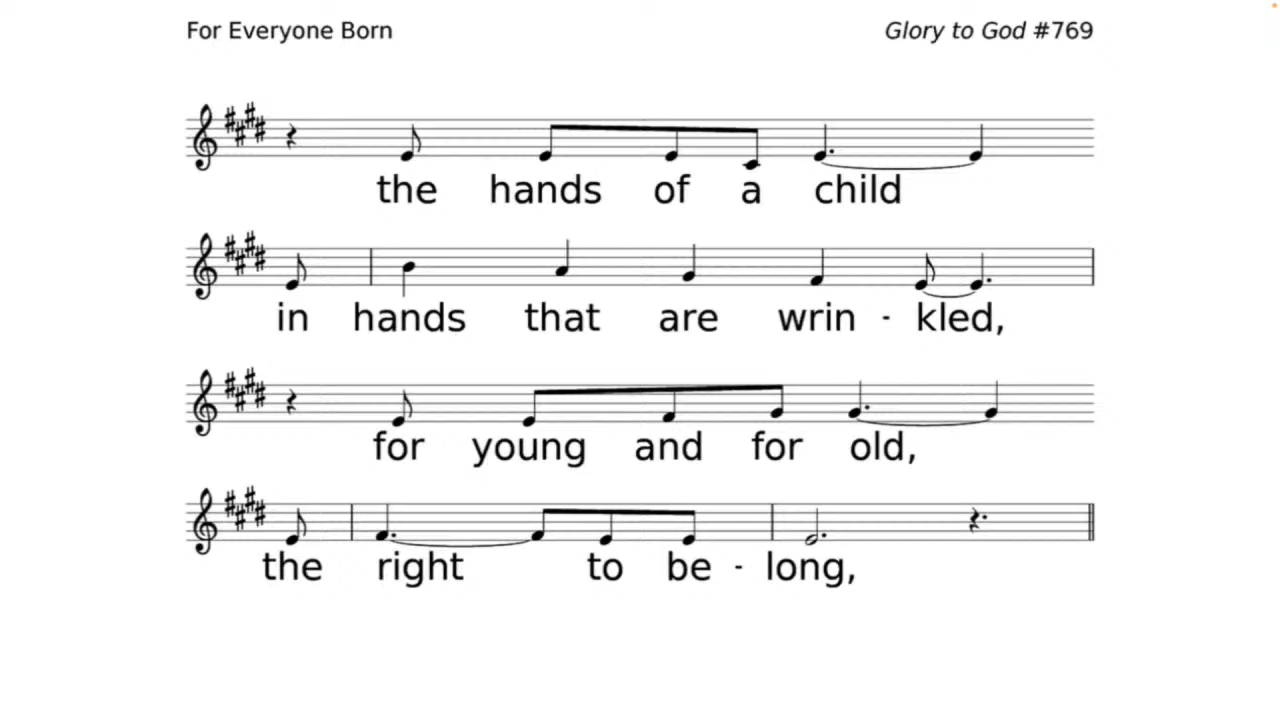 For Everyone Born
Glory to God #769
the hands of a child
in hands that are wrin - kled,
for young and for old,
the right to be - long,